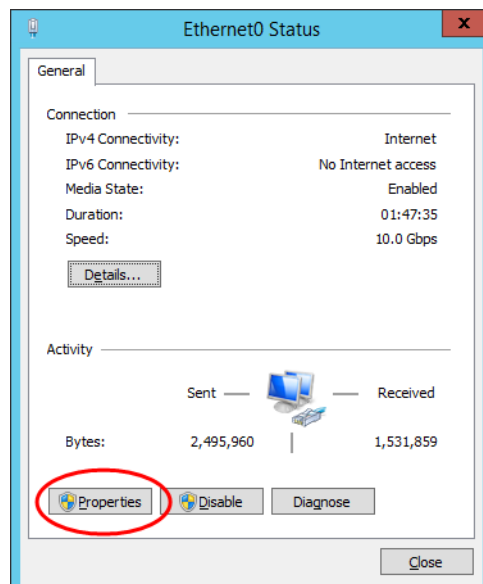 Ethernet0 Status
x
General
Connection
IPv4 Connectivity: Internet
IPv6 Connectivity: No Internet access
Media State: Enabled
Duration: 01:47:35
Speed: 10.0 Gbps
Details...
Activity
Sent Received
Bytes: 2,495,960 1,531,859
Properties Disable Diagnose
Close